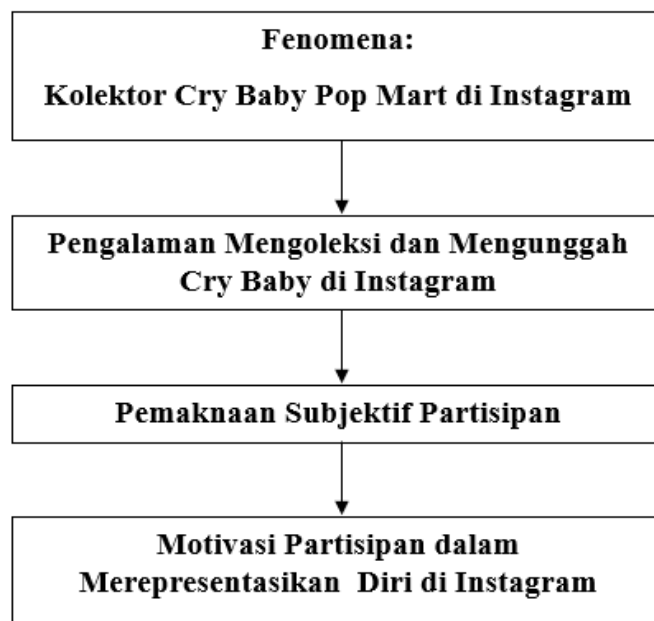 Fenomena:
Kolektor Cry Baby Pop Mart di Instagram
Pengalaman Mengoleksi dan Mengunggah
Cry Baby di Instagram
Pemaknaan Subjektif Partisipan
Motivasi Partisipan dalam
Merepresentasikan  Diri di Instagram